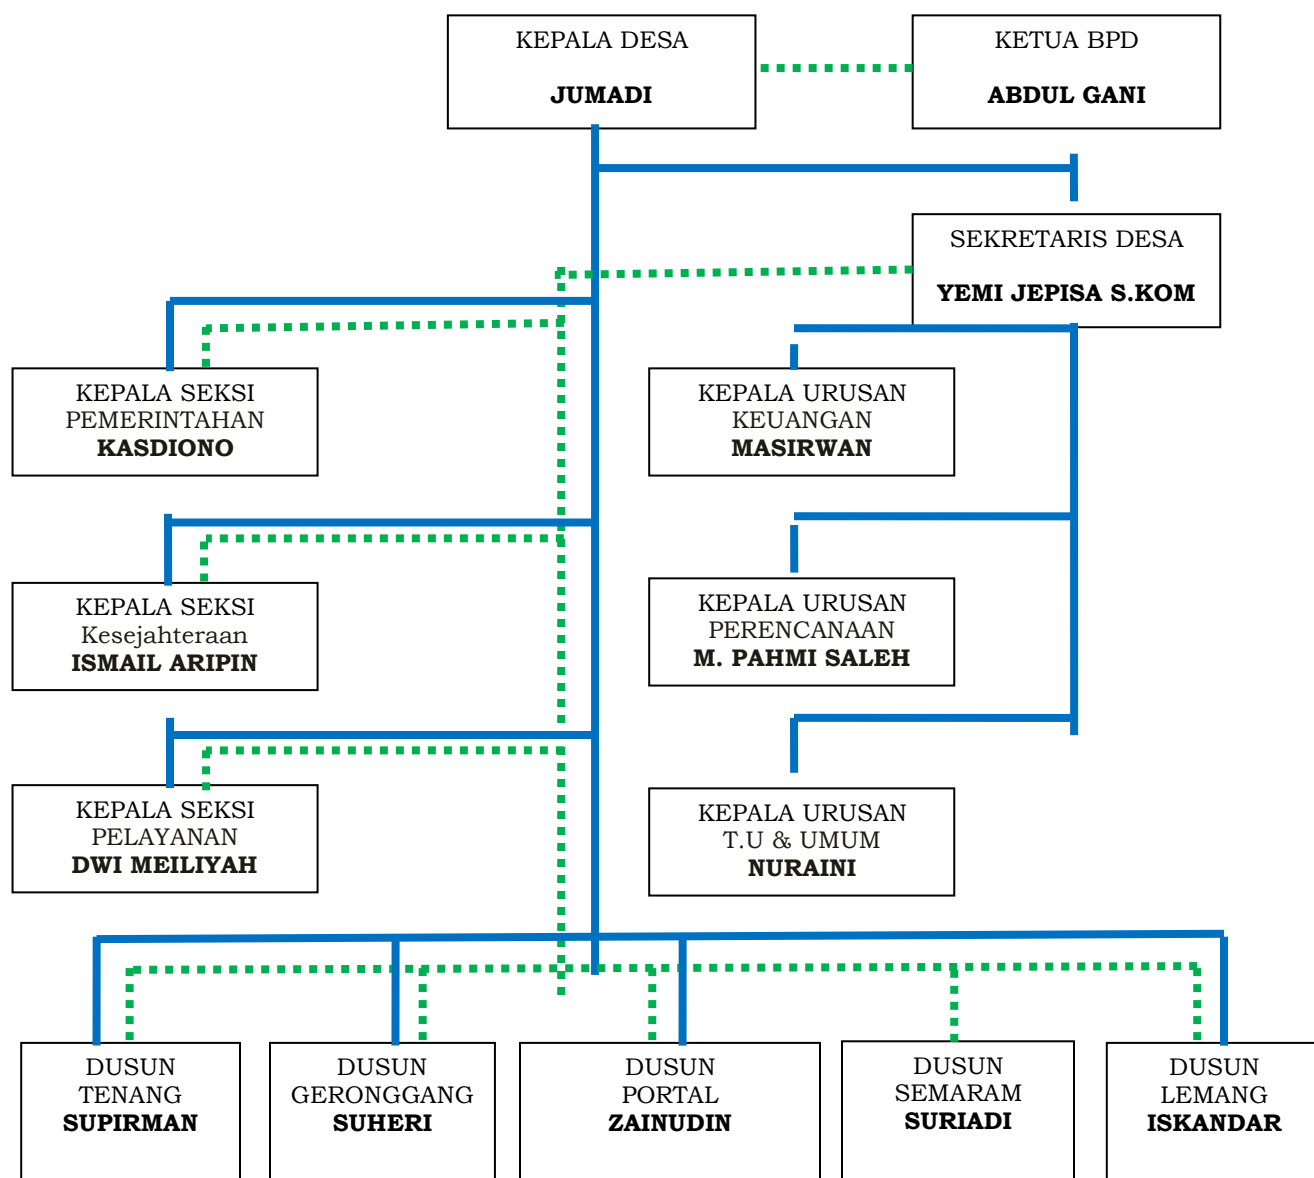 KEPALA DESA
JUMADI
KETUA BPD
ABDUL GANI
SEKRETARIS DESA
YEMI JEPISA S.KOM
KEPALA SEKSI
PEMERINTAHAN
KASDIONO
KEPALA URUSAN
KEUANGAN
MASIRWAN
KEPALA SEKSI
Kesejahteraan
ISMAIL ARIPIN
KEPALA URUSAN
PERENCANAAN
M. PAHMI SALEH
KEPALA SEKSI
PELAYANAN
DWI MEILIYAH
KEPALA URUSAN
T.U & UMUM
NURAINI
DUSUN
TENANG
SUPIRMAN
DUSUN
GERONGGANG
SUHERI
DUSUN
PORTAL
ZAINUDIN
DUSUN
SEMARAM
SURIADI
DUSUN
LEMANG
ISKANDAR